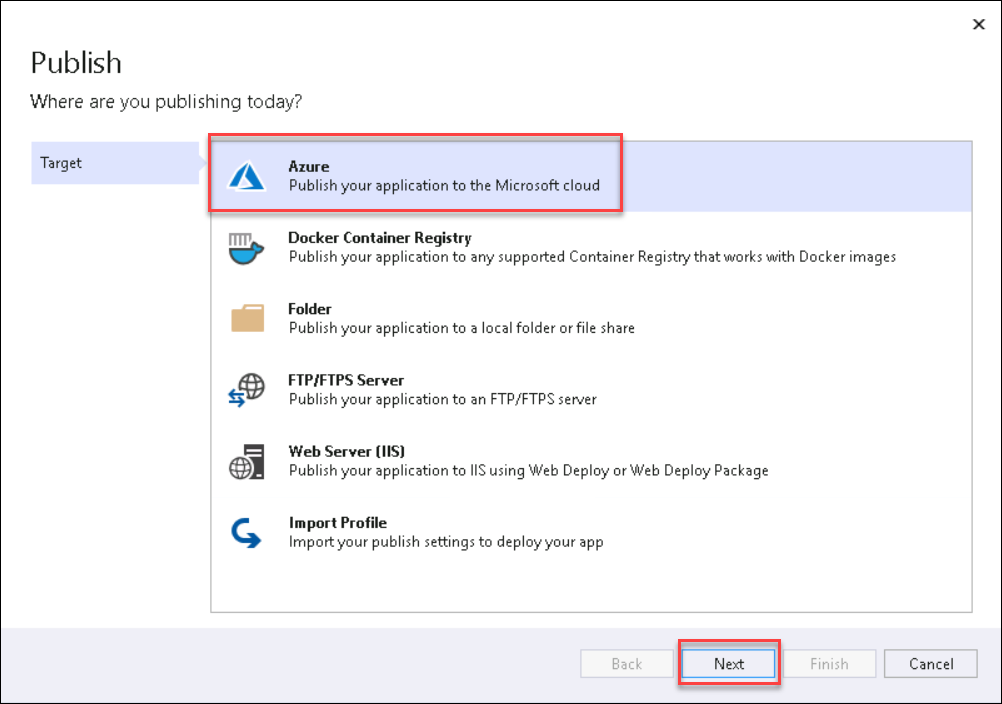 Publish
Where are you publishing today?
Target
Azure
Publish your application to the Microsoft cloud
Docker Container Registry
Publish your application to any supported Container Registry that works with Docker images
Folder
Publish your application to a local folder or file share
FTP/FTPS Server
Publish your application to an FTP/FTPS server
Web Server (IIS)
Publish your application to IIS using Web Deploy or Web Deploy Package
Import Profile
Import your publish settings to deploy your app
Back
Next
Finish
Cancel